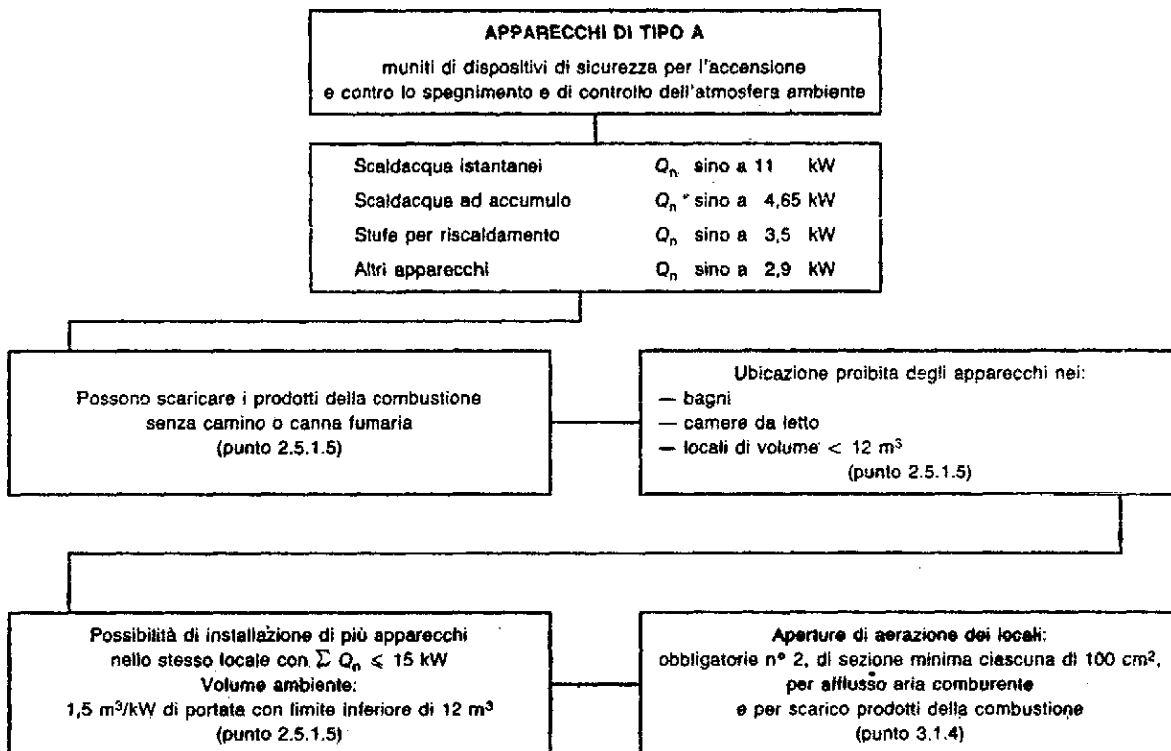 APPARECCHI DI TIPO A
muniti di dispositivi di sicurezza per l'accensione
e contro lo spegnimento e di controllo dell'atmosfera ambiente
Scaldacqua istantanei Qn sino a 11 kW
Scaldacqua ad accumulo Qn sino a 4,65 kW
Stufe per riscaldamento Qn sino a 3,5 kW
Altri apparecchi Qn sino a 2,9 kW
Possono scaricare i prodotti della combustione
senza camino o canna fumaria
(punto 2.5.1.5)
Ubicazione proibita degli apparecchi nei:
— bagni
— camere da letto
— locali di volume < 12 m³
(punto 2.5.1.5)
Possibilità di installazione di più apparecchi
nello stesso locale con Σ Qn ⩽ 15 kW
Volume ambiente:
1,5 m³/kW di portata con limite inferiore di 12 m³
(punto 2.5.1.5)
Aperture di aerazione dei locali:
obbligatorie n° 2, di sezione minima ciascuna di 100 cm²,
per afflusso aria comburente
e per scarico prodotti della combustione
(punto 3.1.4)